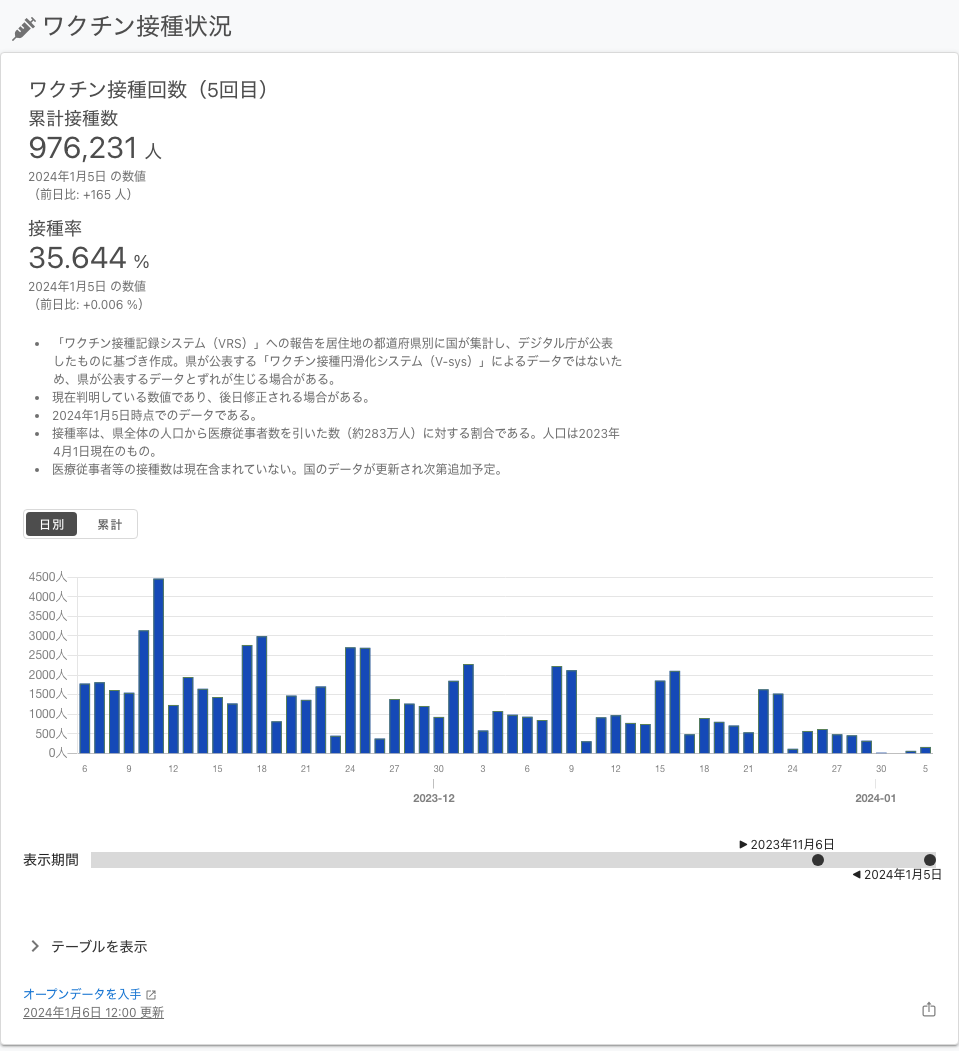 ワクチン接種状況
ワクチン接種回数（5回目）
累計接種数
976,231 人
2024年1月5日 の数値
（前日比: +165 人）
接種率
35.644 %
2024年1月5日 の数値
（前日比: +0.006 %）
• 「ワクチン接種記録システム（VRS）」への報告を居住地の都道府県別に国が集計し、デジタル庁が公表
したものに基づき作成。県が公表する「ワクチン接種円滑化システム（V-sys）」によるデータではないた
め、県が公表するデータとずれが生じる場合がある。
• 現在判明している数値であり、後日修正される場合がある。
• 2024年1月5日時点でのデータである。
• 接種率は、県全体の人口から医療従事者数を引いた数（約283万人）に対する割合である。人口は2023年
4月1日現在のもの。
• 医療従事者等の接種数は現在含まれていない。国のデータが更新され次第追加予定。
日別 累計
4500人
4000人
3500人
3000人
2500人
2000人
1500人
1000人
500人
0人
6 9 12 15 18 21 24 27 30 3 6 9 12 15 18 21 24 27 30 5
2023-12 2024-01
▶ 2023年11月6日
表示期間
◀ 2024年1月5日
テーブルを表示
オープンデータを入手
2024年1月6日 12:00 更新